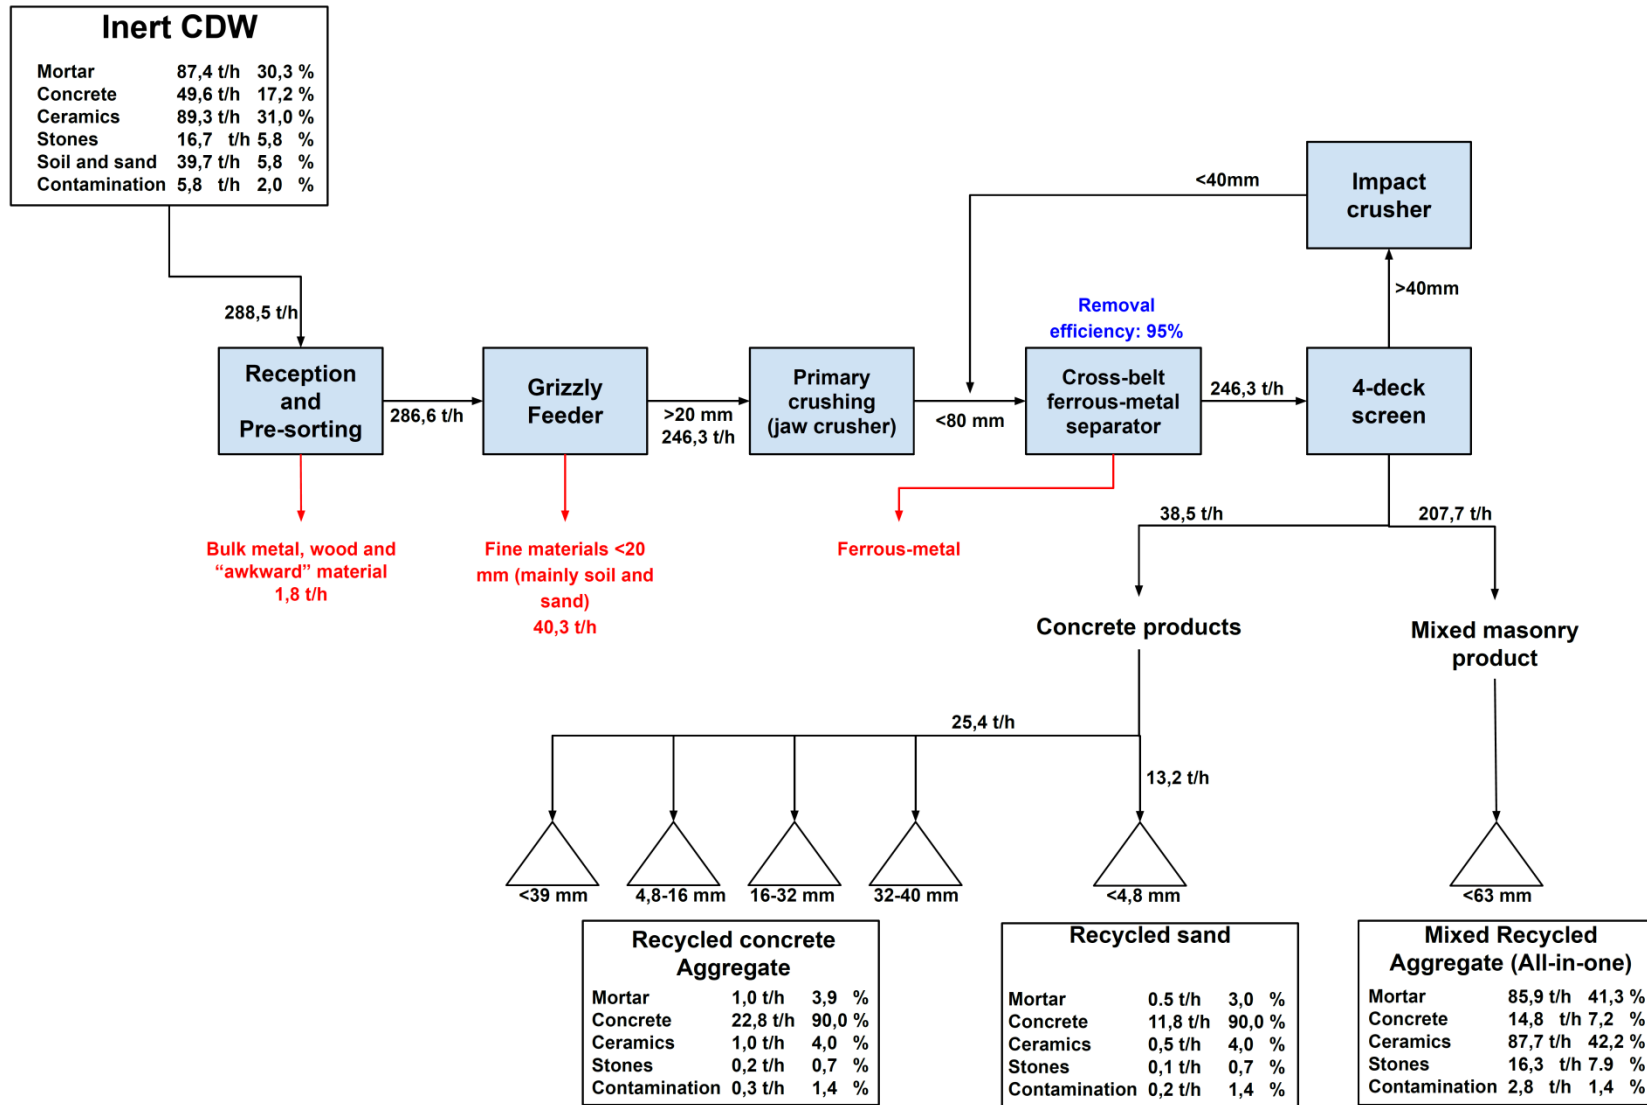 Inert CDW
Mortar 87,4 t/h 30,3 %
Concrete 49,6 t/h 17,2 %
Ceramics 89,3 t/h 31,0 %
Stones 16,7 t/h 5,8 %
Soil and sand 39,7 t/h 5,8 %
Contamination 5,8 t/h 2,0 %
<40mm
Impact
crusher
>40mm
288,5 t/h
Removal
efficiency: 95%
Reception
and
Pre-sorting
286,6 t/h
Grizzly
Feeder
>20 mm
246,3 t/h
Primary
crushing
(jaw crusher)
<80 mm
Cross-belt
ferrous-metal
separator
246,3 t/h
4-deck
screen
Bulk metal, wood and
“awkward” material
1,8 t/h
Fine materials <20
mm (mainly soil and
sand)
40,3 t/h
Ferrous-metal
38,5 t/h
207,7 t/h
Concrete products
Mixed masonry
product
25,4 t/h
13,2 t/h
<39 mm
4,8-16 mm
16-32 mm
32-40 mm
<4,8 mm
<63 mm
Recycled concrete
Aggregate
Mortar 1,0 t/h 3,9 %
Concrete 22,8 t/h 90,0 %
Ceramics 1,0 t/h 4,0 %
Stones 0,2 t/h 0,7 %
Contamination 0,3 t/h 1,4 %
Recycled sand
Mortar 0.5 t/h 3,0 %
Concrete 11,8 t/h 90,0 %
Ceramics 0,5 t/h 4,0 %
Stones 0,1 t/h 0,7 %
Contamination 0,2 t/h 1,4 %
Mixed Recycled
Aggregate (All-in-one)
Mortar 85,9 t/h 41,3 %
Concrete 14,8 t/h 7,2 %
Ceramics 87,7 t/h 42,2 %
Stones 16,3 t/h 7.9 %
Contamination 2,8 t/h 1,4 %